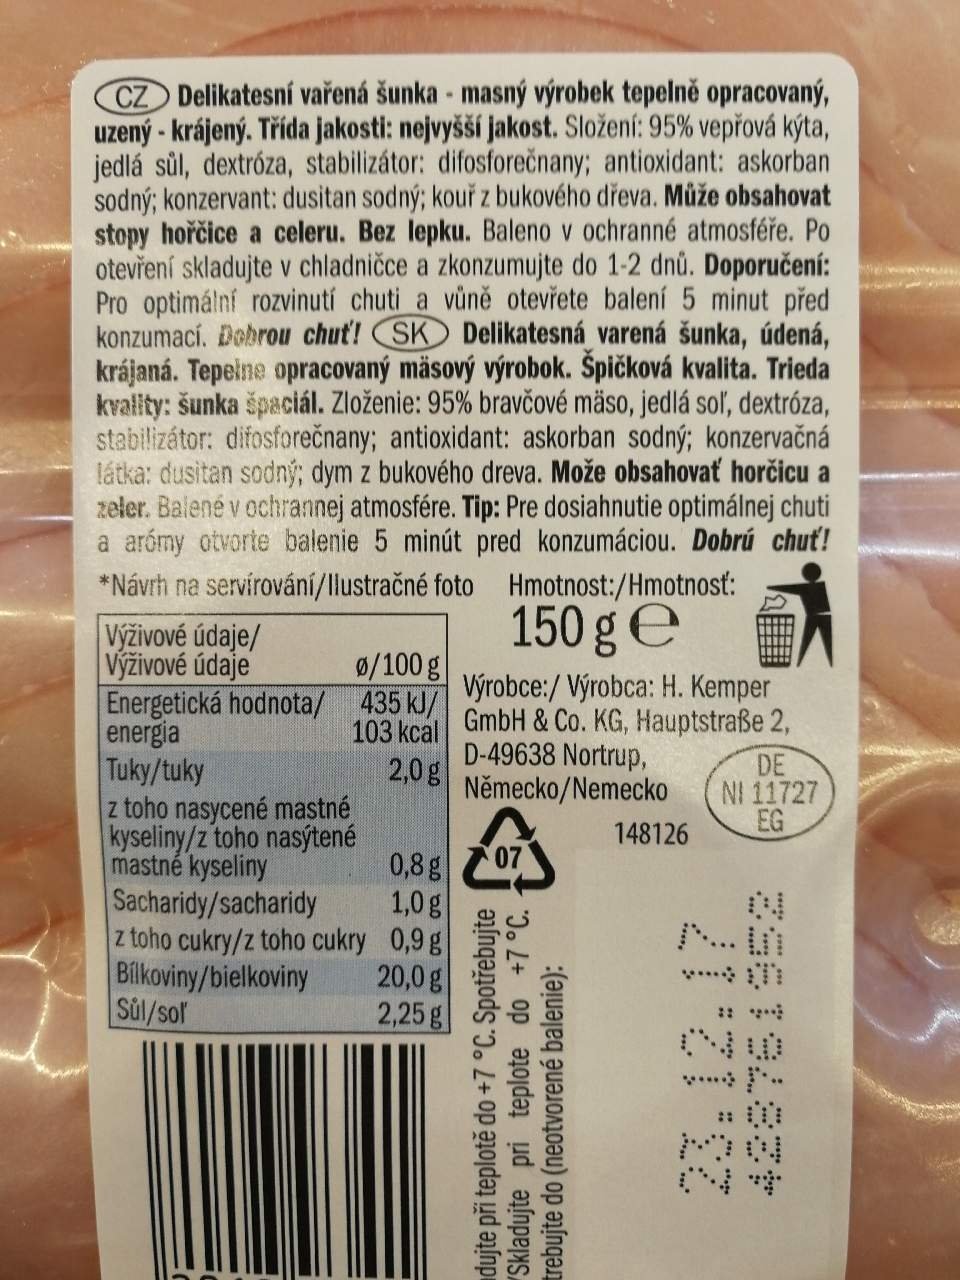 CZ Delikatesní vařená šunka - masný výrobek tepelně opracovaný,
uzený - krájený. Třída jakosti: nejvyšší jakost. Složení: 95% vepřová kýta,
jedlá sůl, dextróza, stabilizátor: difosforečnany; antioxidant: askorban
sodný; konzervant: dusitan sodný; kouř z bukového dřeva. Může obsahovat
stopy hořčice a celeru. Bez lepku. Baleno v ochranné atmosféře. Po
otevření skladujte v chladničce a zkonzumujte do 1-2 dnů. Doporučení:
Pro optimální rozvinutí chuti a vůně otevřete balení 5 minut před
konzumací. Dobrou chuť! SK Delikatesná varená šunka, údená,
krájaná. Tepelne opracovaný mäsový výrobok. Špičková kvalita. Trieda
kvality: šunka špaciál. Zloženie: 95% bravčové mäso, jedlá soľ, dextróza,
stabilizátor: difosforečnany; antioxidant: askorban sodný; konzervačná
látka: dusitan sodný; dym z bukového dreva. Može obsahovať horčicu a
zeler. Balené v ochrannej atmosfére. Tip: Pre dosiahnutie optimálnej chuti
a arómy otvorte balenie 5 minút pred konzumáciou. Dobrú chuť!
*Návrh na servírování/Ilustračné foto
Hmotnost:/Hmotnosť:
150 g e
Výživové údaje/
Výživové údaje ø/100 g
Energetická hodnota/ 435 kJ/
energia 103 kcal
Tuky/tuky 2,0 g
z toho nasycené mastné
kyseliny/z toho nasýtené
mastné kyseliny 0,8 g
Sacharidy/sacharidy 1,0 g
z toho cukry/z toho cukry 0,9 g
Bílkoviny/bielkoviny 20,0 g
Sůl/soľ 2,25 g
Výrobce:/ Výrobca: H. Kemper
GmbH & Co. KG, Hauptstraße 2,
D-49638 Nortrup,
Německo/Nemecko
DE
NI 11727
EG
148126
07
při teplotě do +7 °C. Spotřebujte
/Skladujte pri teplote do +7 °C.
do (neotvorené balenie):
23.12.17